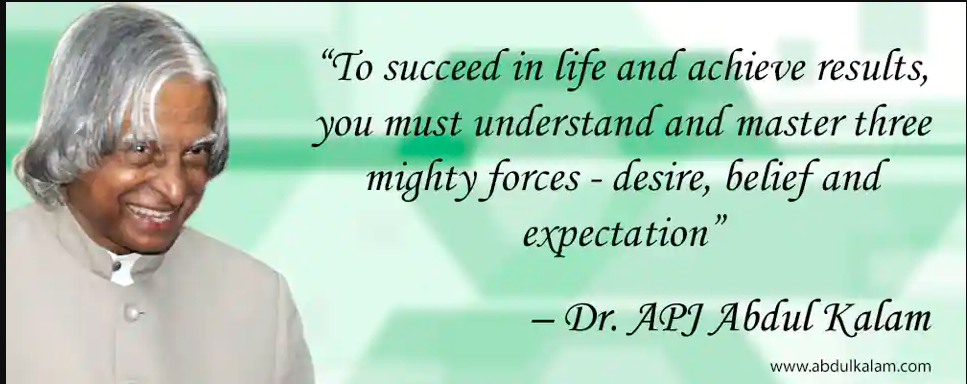 “To succeed in life and achieve results,
you must understand and master three
mighty forces - desire, belief and
expectation”
– Dr. APJ Abdul Kalam
www.abdulkalam.com